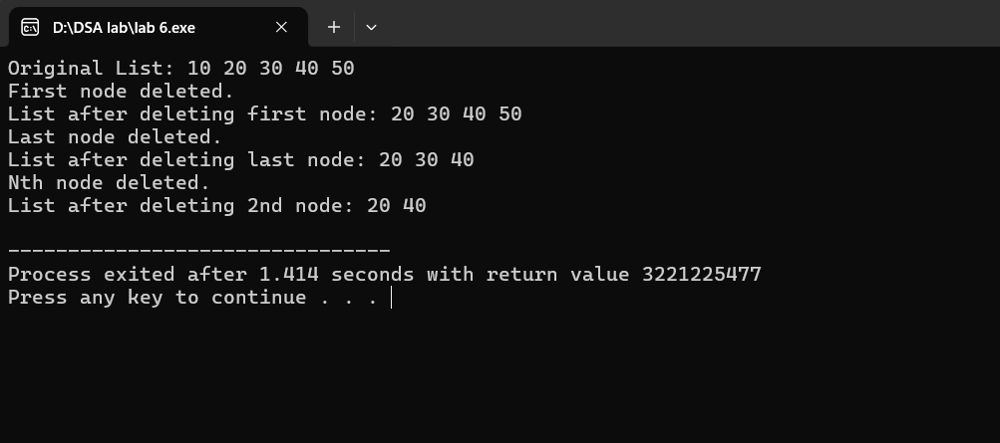 D:\DSA lab\lab 6.exe
Original List: 10 20 30 40 50
First node deleted.
List after deleting first node: 20 30 40 50
Last node deleted.
List after deleting last node: 20 30 40
Nth node deleted.
List after deleting 2nd node: 20 40
--------------------------------
Process exited after 1.414 seconds with return value 3221225477
Press any key to continue . . .